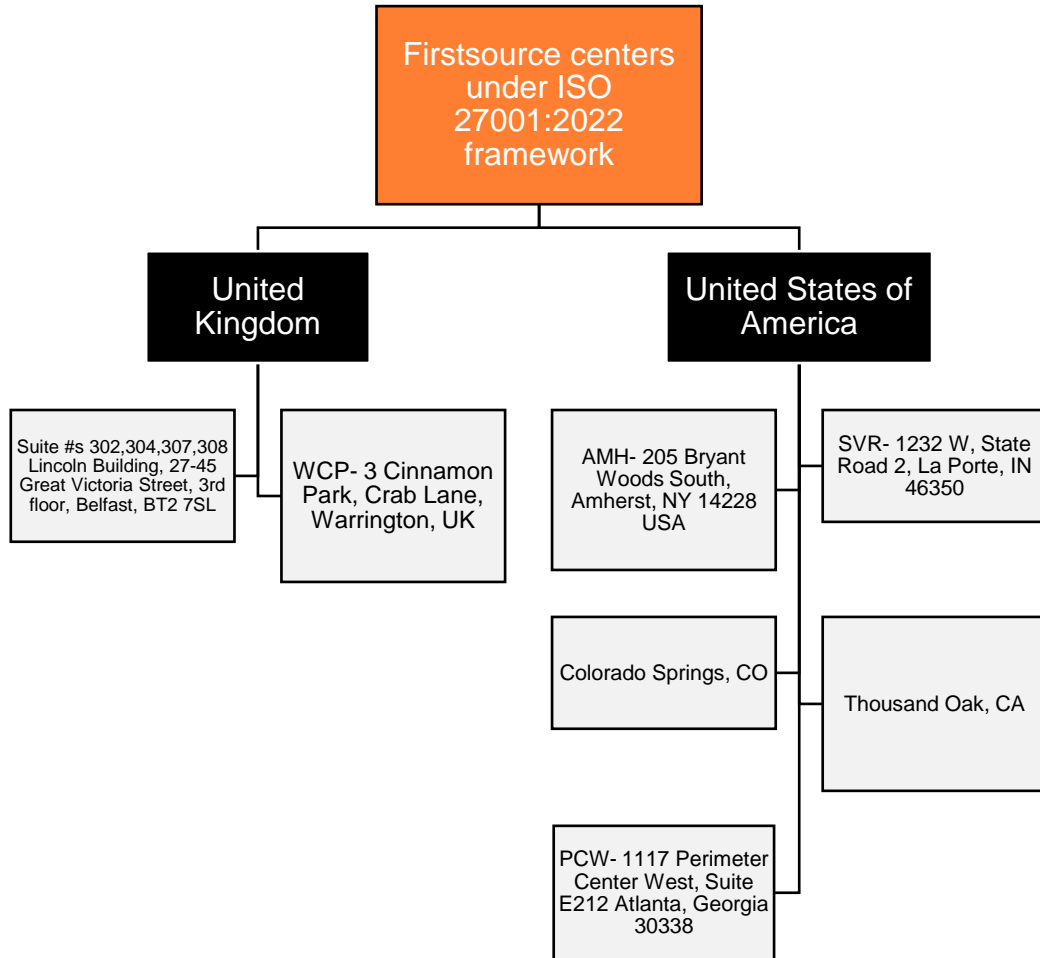 Firstsource centers
under ISO
27001:2022
framework
United
Kingdom
United States of
America
Suite #s 302,304,307,308
Lincoln Building, 27-45
Great Victoria Street, 3rd
floor, Belfast, BT2 7SL
WCP- 3 Cinnamon
Park, Crab Lane,
Warrington, UK
AMH- 205 Bryant
Woods South,
Amherst, NY 14228
USA
SVR- 1232 W, State
Road 2, La Porte, IN
46350
Colorado Springs, CO
Thousand Oak, CA
PCW- 1117 Perimeter
Center West, Suite
E212 Atlanta, Georgia
30338